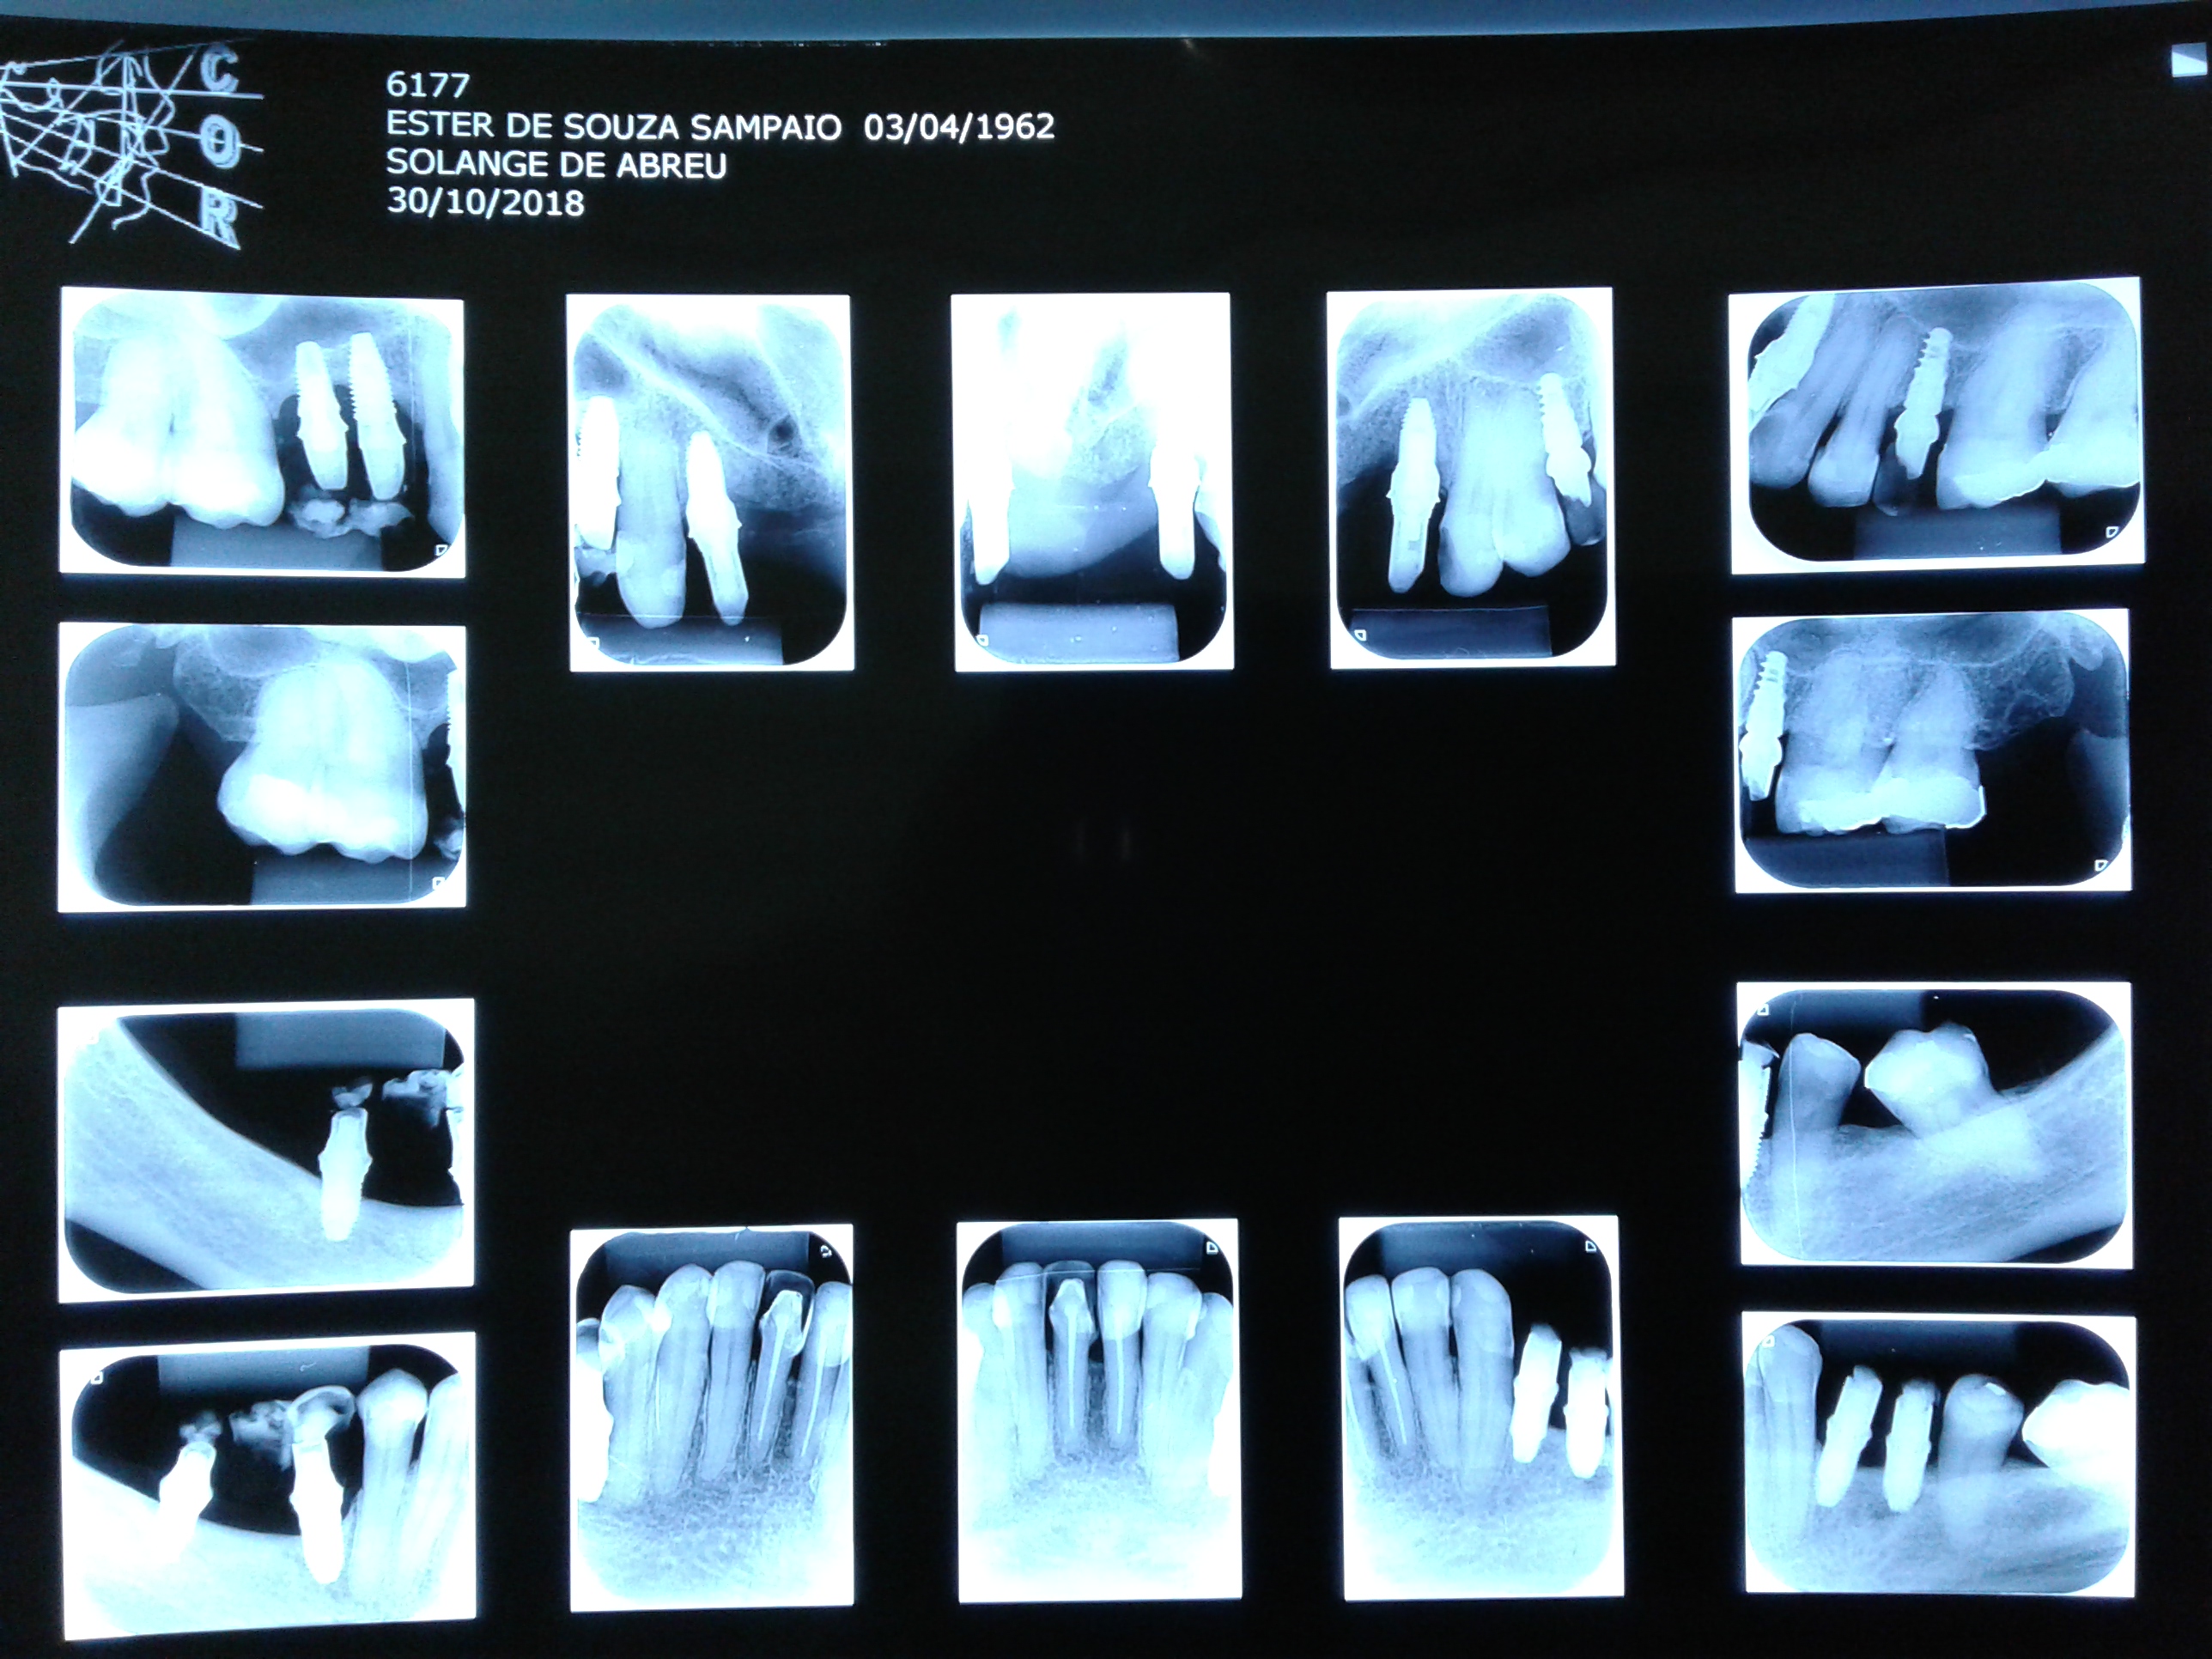 C
O
R
6177
ESTER DE SOUZA SAMPAIO 03/04/1962
SOLANGE DE ABREU
30/10/2018